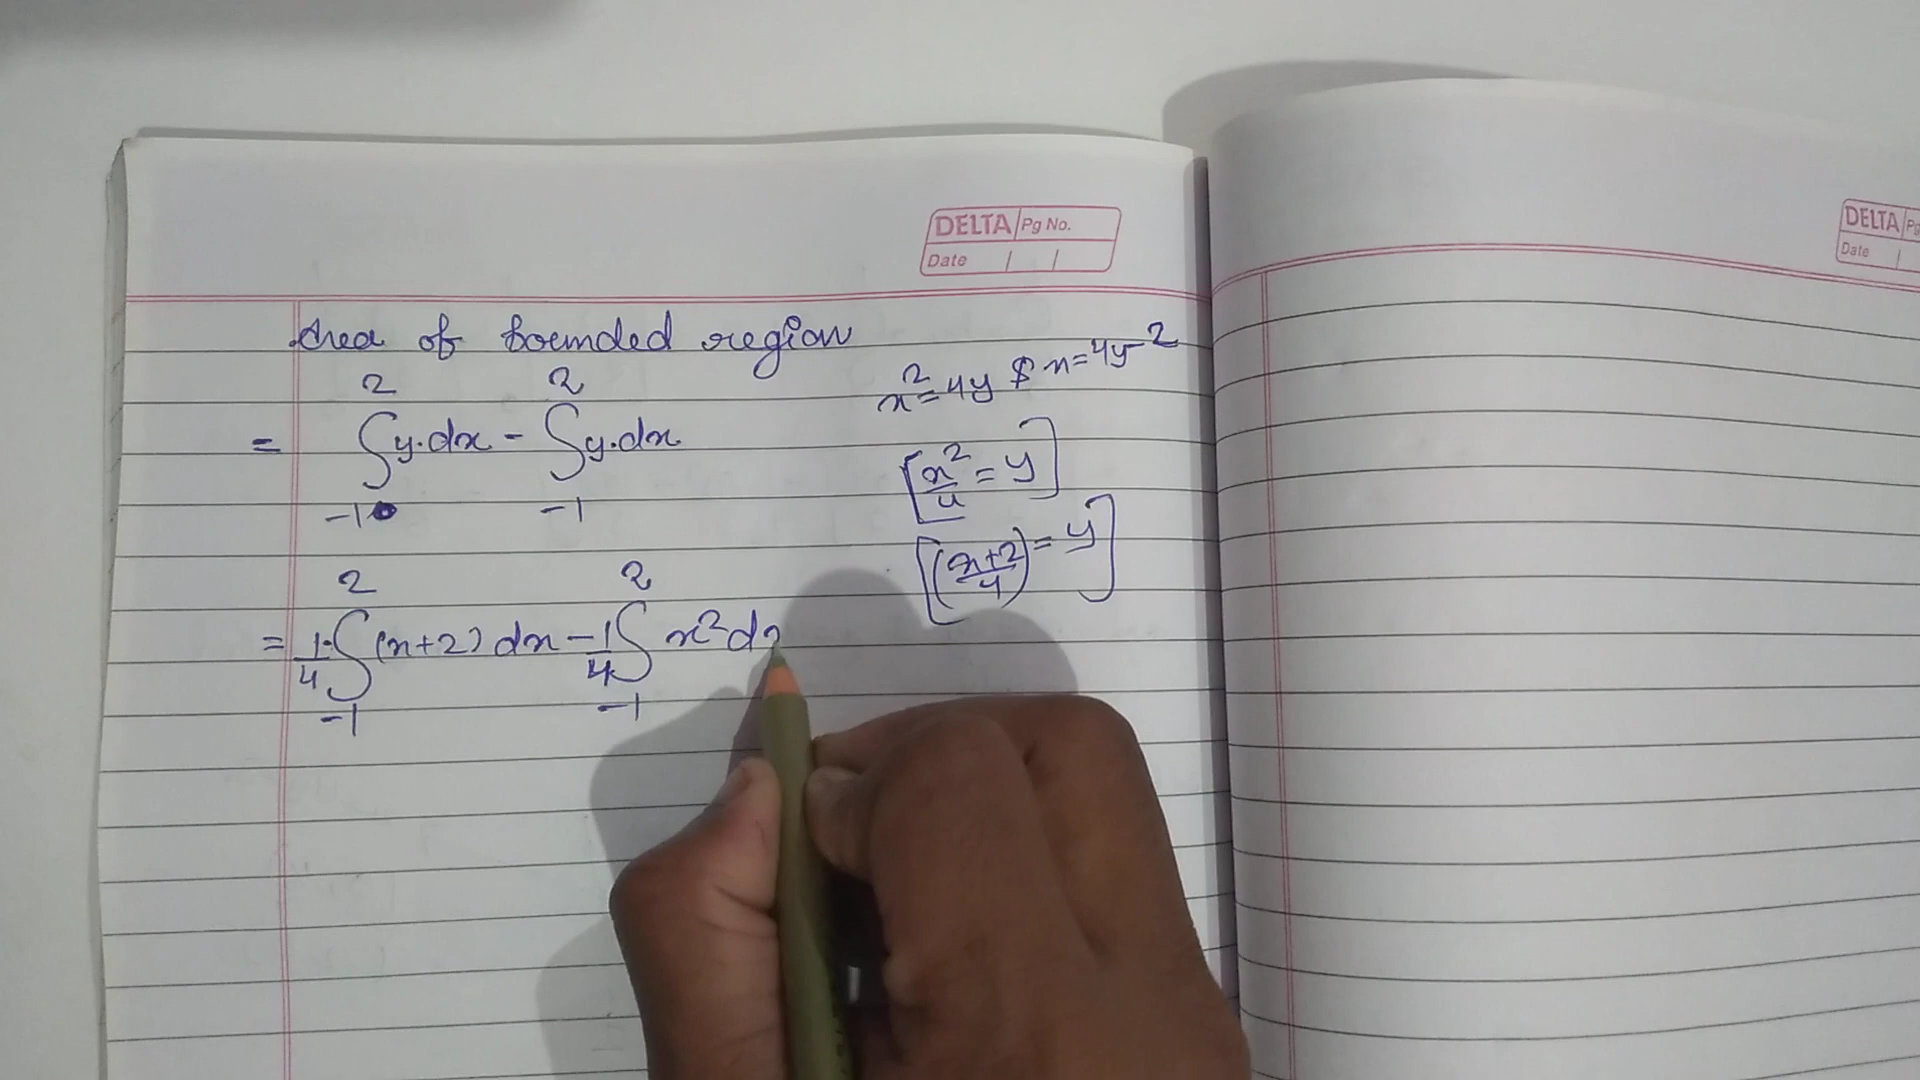 DELTA Pg No.
Date / /
DELTA Pg
Date /
Area of bounded region
x² = 4y & x = 4y - 2
= ∫₋₁² y·dx - ∫₋₁² y·dx
[x²/4 = y]
[(x+2/4) = y]
= 1/4 ∫₋₁² (x+2) dx - 1/4 ∫₋₁² x² dx